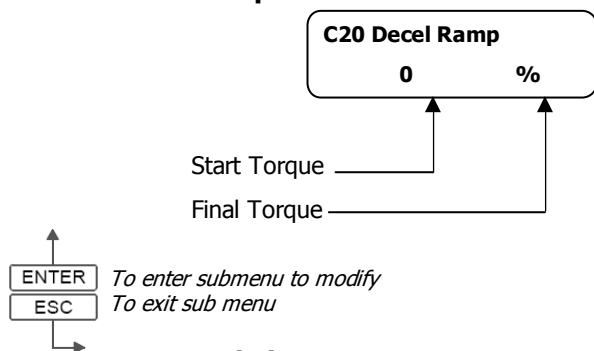 C20 Decel Ramp
0 %
Start Torque
Final Torque
ENTER To enter submenu to modify
ESC To exit sub menu